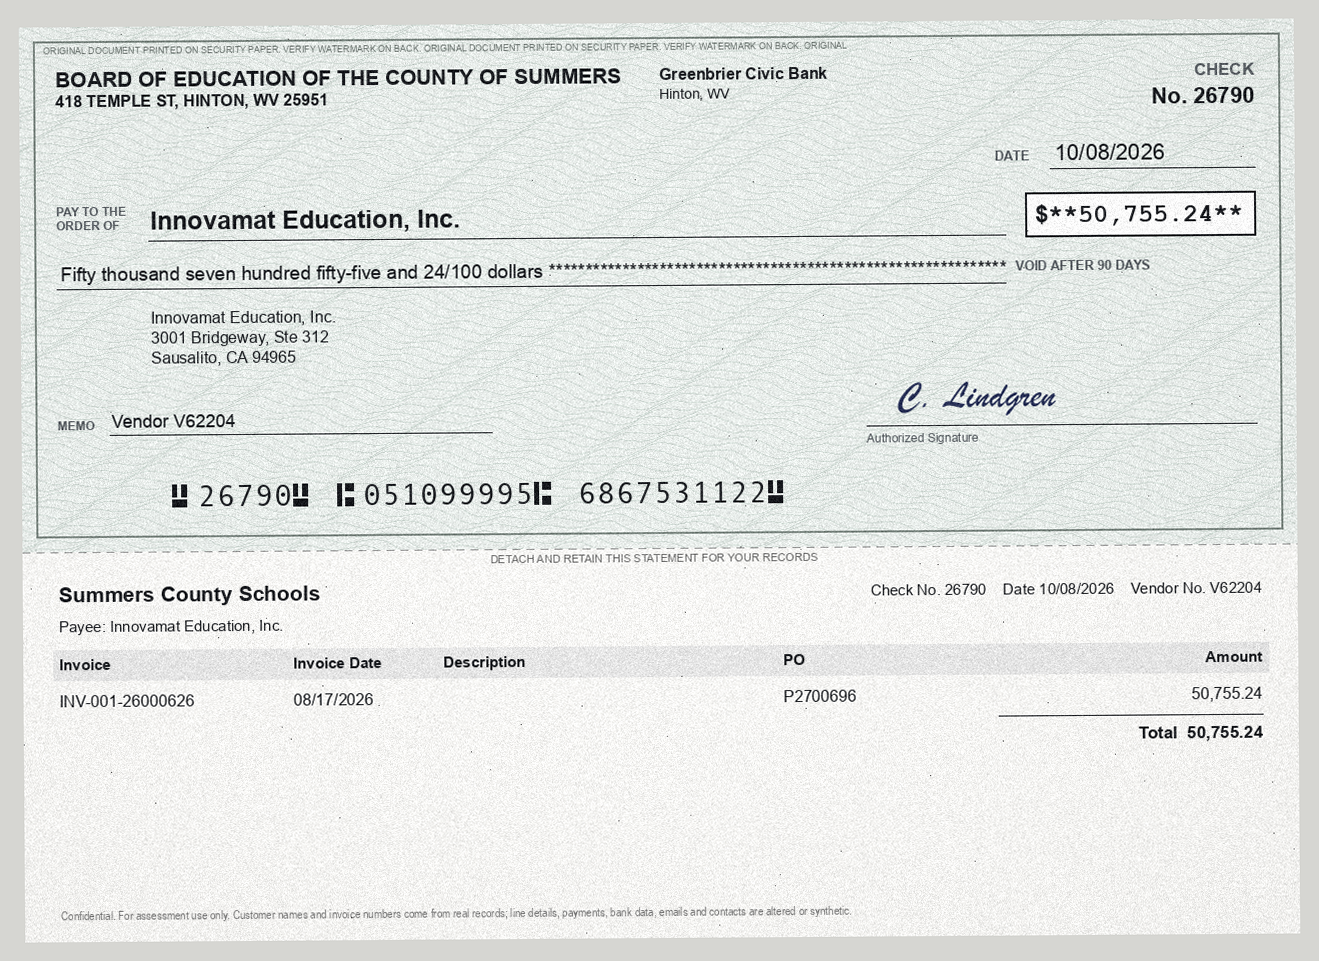 ORIGINAL DOCUMENT PRINTED ON SECURITY PAPER. VERIFY WATERMARK ON BACK. ORIGINAL DOCUMENT PRINTED ON SECURITY PAPER. VERIFY WATERMARK ON BACK. ORIGINAL
BOARD OF EDUCATION OF THE COUNTY OF SUMMERS
418 TEMPLE ST, HINTON, WV 25951
Greenbrier Civic Bank
Hinton, WV
CHECK
No. 26790
DATE 10/08/2026
PAY TO THE ORDER OF Innovamat Education, Inc. $**50,755.24**
Fifty thousand seven hundred fifty-five and 24/100 dollars ************************************************************** VOID AFTER 90 DAYS
Innovamat Education, Inc.
3001 Bridgeway, Ste 312
Sausalito, CA 94965
C. Lindgren
MEMO Vendor V62204
Authorized Signature
⑈26790⑈ ⑆051099995⑆ 6867531122⑈
DETACH AND RETAIN THIS STATEMENT FOR YOUR RECORDS
Summers County Schools
Check No. 26790 Date 10/08/2026 Vendor No. V62204
Payee: Innovamat Education, Inc.
Invoice Invoice Date Description PO Amount
INV-001-26000626 08/17/2026 P2700696 50,755.24
Total 50,755.24
Confidential. For assessment use only. Customer names and invoice numbers come from real records; line details, payments, bank data, emails and contacts are altered or synthetic.